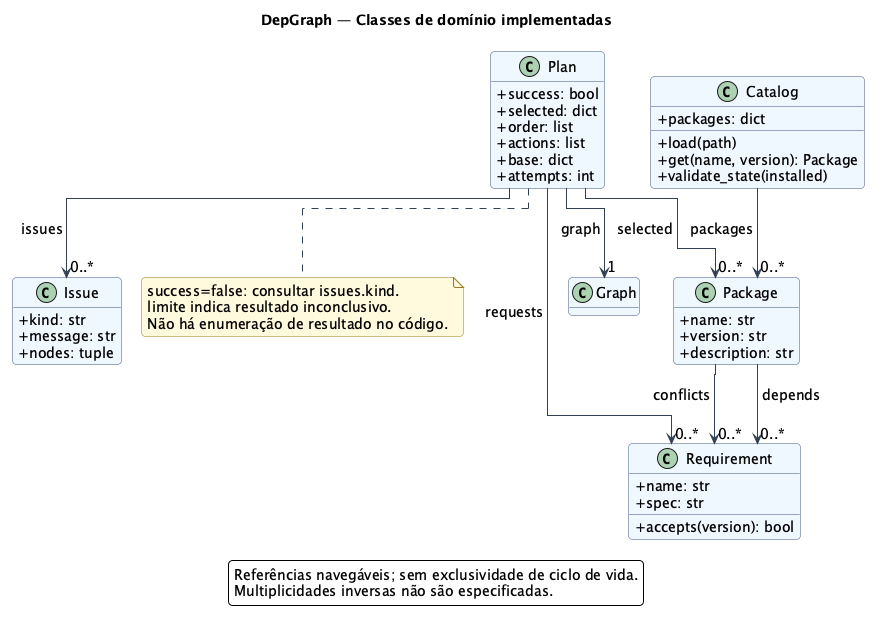 DepGraph — Classes de domínio implementadas
C Plan
+success: bool
+selected: dict
+order: list
+actions: list
+base: dict
+attempts: int
C Catalog
+packages: dict
+load(path)
+get(name, version): Package
+validate_state(installed)
issues
graph
selected
packages
0..*
1
0..*
0..*
C Issue
+kind: str
+message: str
+nodes: tuple
success=false: consultar issues.kind.
limite indica resultado inconclusivo.
Não há enumeração de resultado no código.
requests
C Graph
C Package
+name: str
+version: str
+description: str
conflicts
depends
0..*
0..*
0..*
C Requirement
+name: str
+spec: str
+accepts(version): bool
Referências navegáveis; sem exclusividade de ciclo de vida.
Multiplicidades inversas não são especificadas.